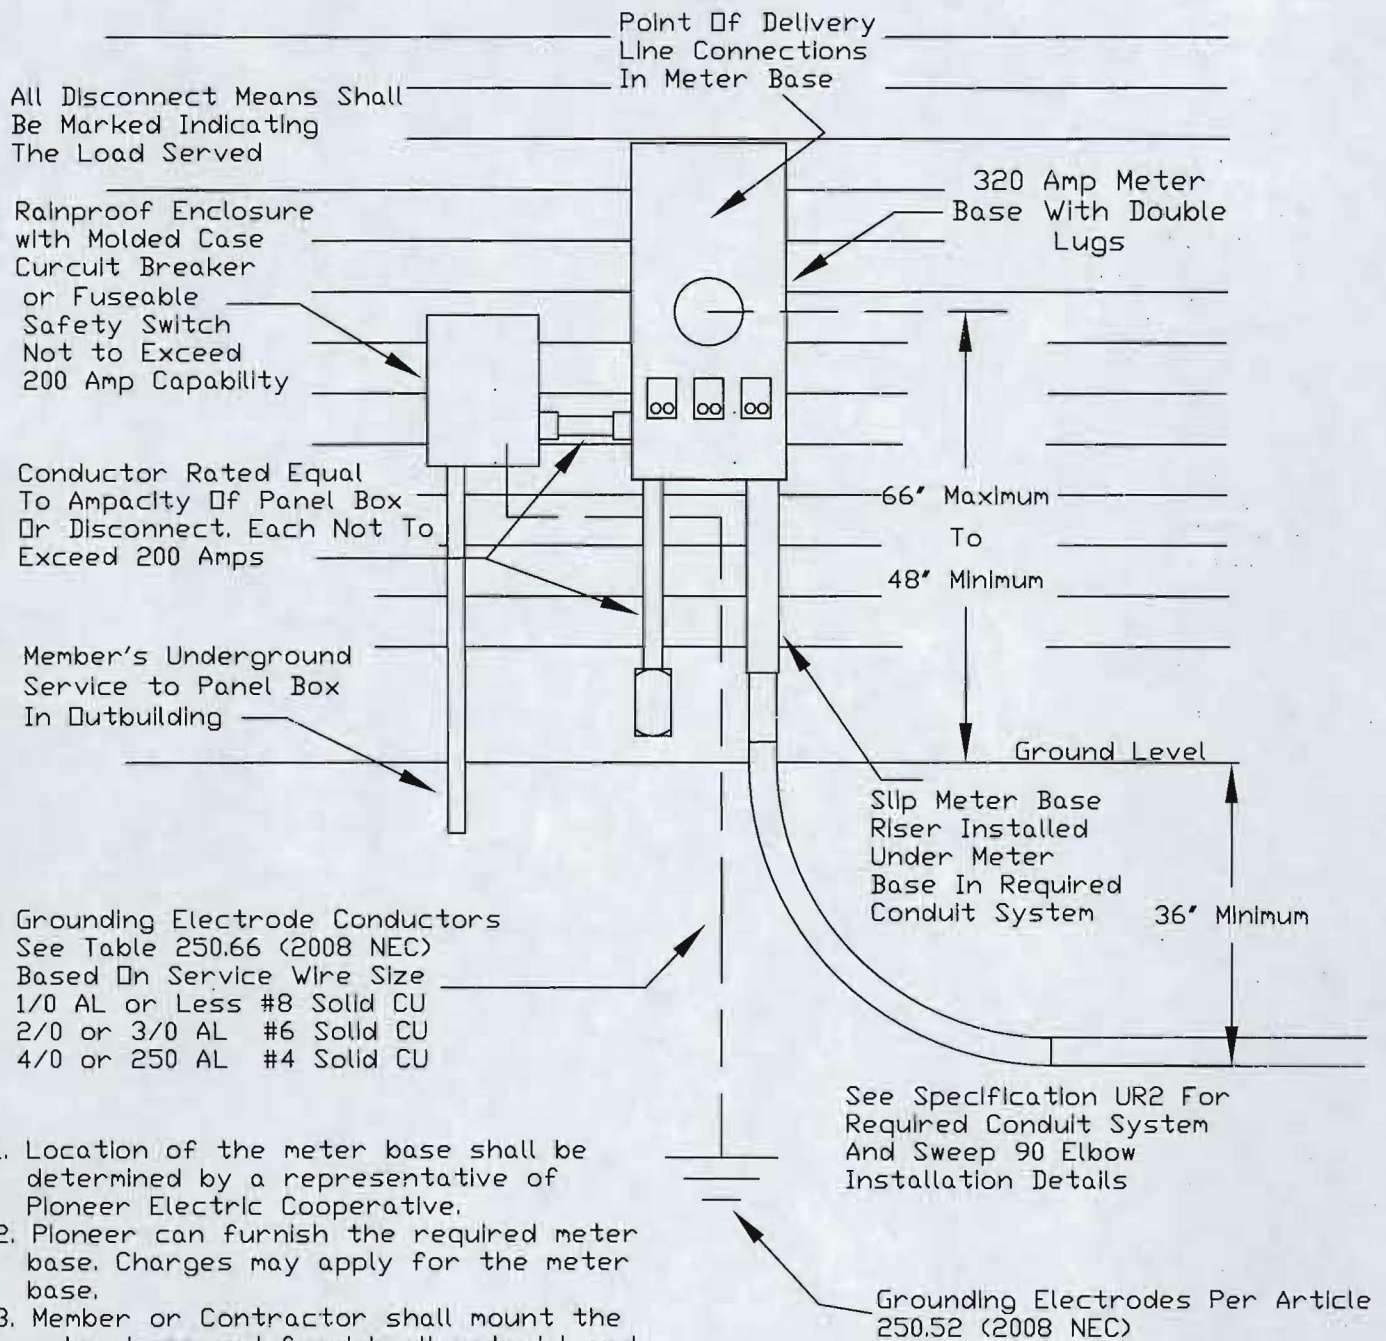 Point Of Delivery
Line Connections
In Meter Base
All Disconnect Means Shall
Be Marked Indicating
The Load Served
320 Amp Meter
Base With Double
Lugs
Rainproof Enclosure
with Molded Case
Curcuit Breaker
or Fuseable
Safety Switch
Not to Exceed
200 Amp Capability
Conductor Rated Equal
To Ampacity Of Panel Box
Or Disconnect. Each Not To
Exceed 200 Amps
66" Maximum
To
48" Minimum
Member's Underground
Service to Panel Box
In Outbuilding
Ground Level
Slip Meter Base
Riser Installed
Under Meter
Base In Required
Conduit System
36" Minimum
Grounding Electrode Conductors
See Table 250.66 (2008 NEC)
Based On Service Wire Size
1/0 AL or Less #8 Solid CU
2/0 or 3/0 AL #6 Solid CU
4/0 or 250 AL #4 Solid CU
See Specification UR2 For
Required Conduit System
And Sweep 90 Elbow
Installation Details
1. Location of the meter base shall be
determined by a representative of
Pioneer Electric Cooperative.
2. Pioneer can furnish the required meter
base. Charges may apply for the meter
base.
3. Member or Contractor shall mount the
Grounding Electrodes Per Article
250.52 (2008 NEC)